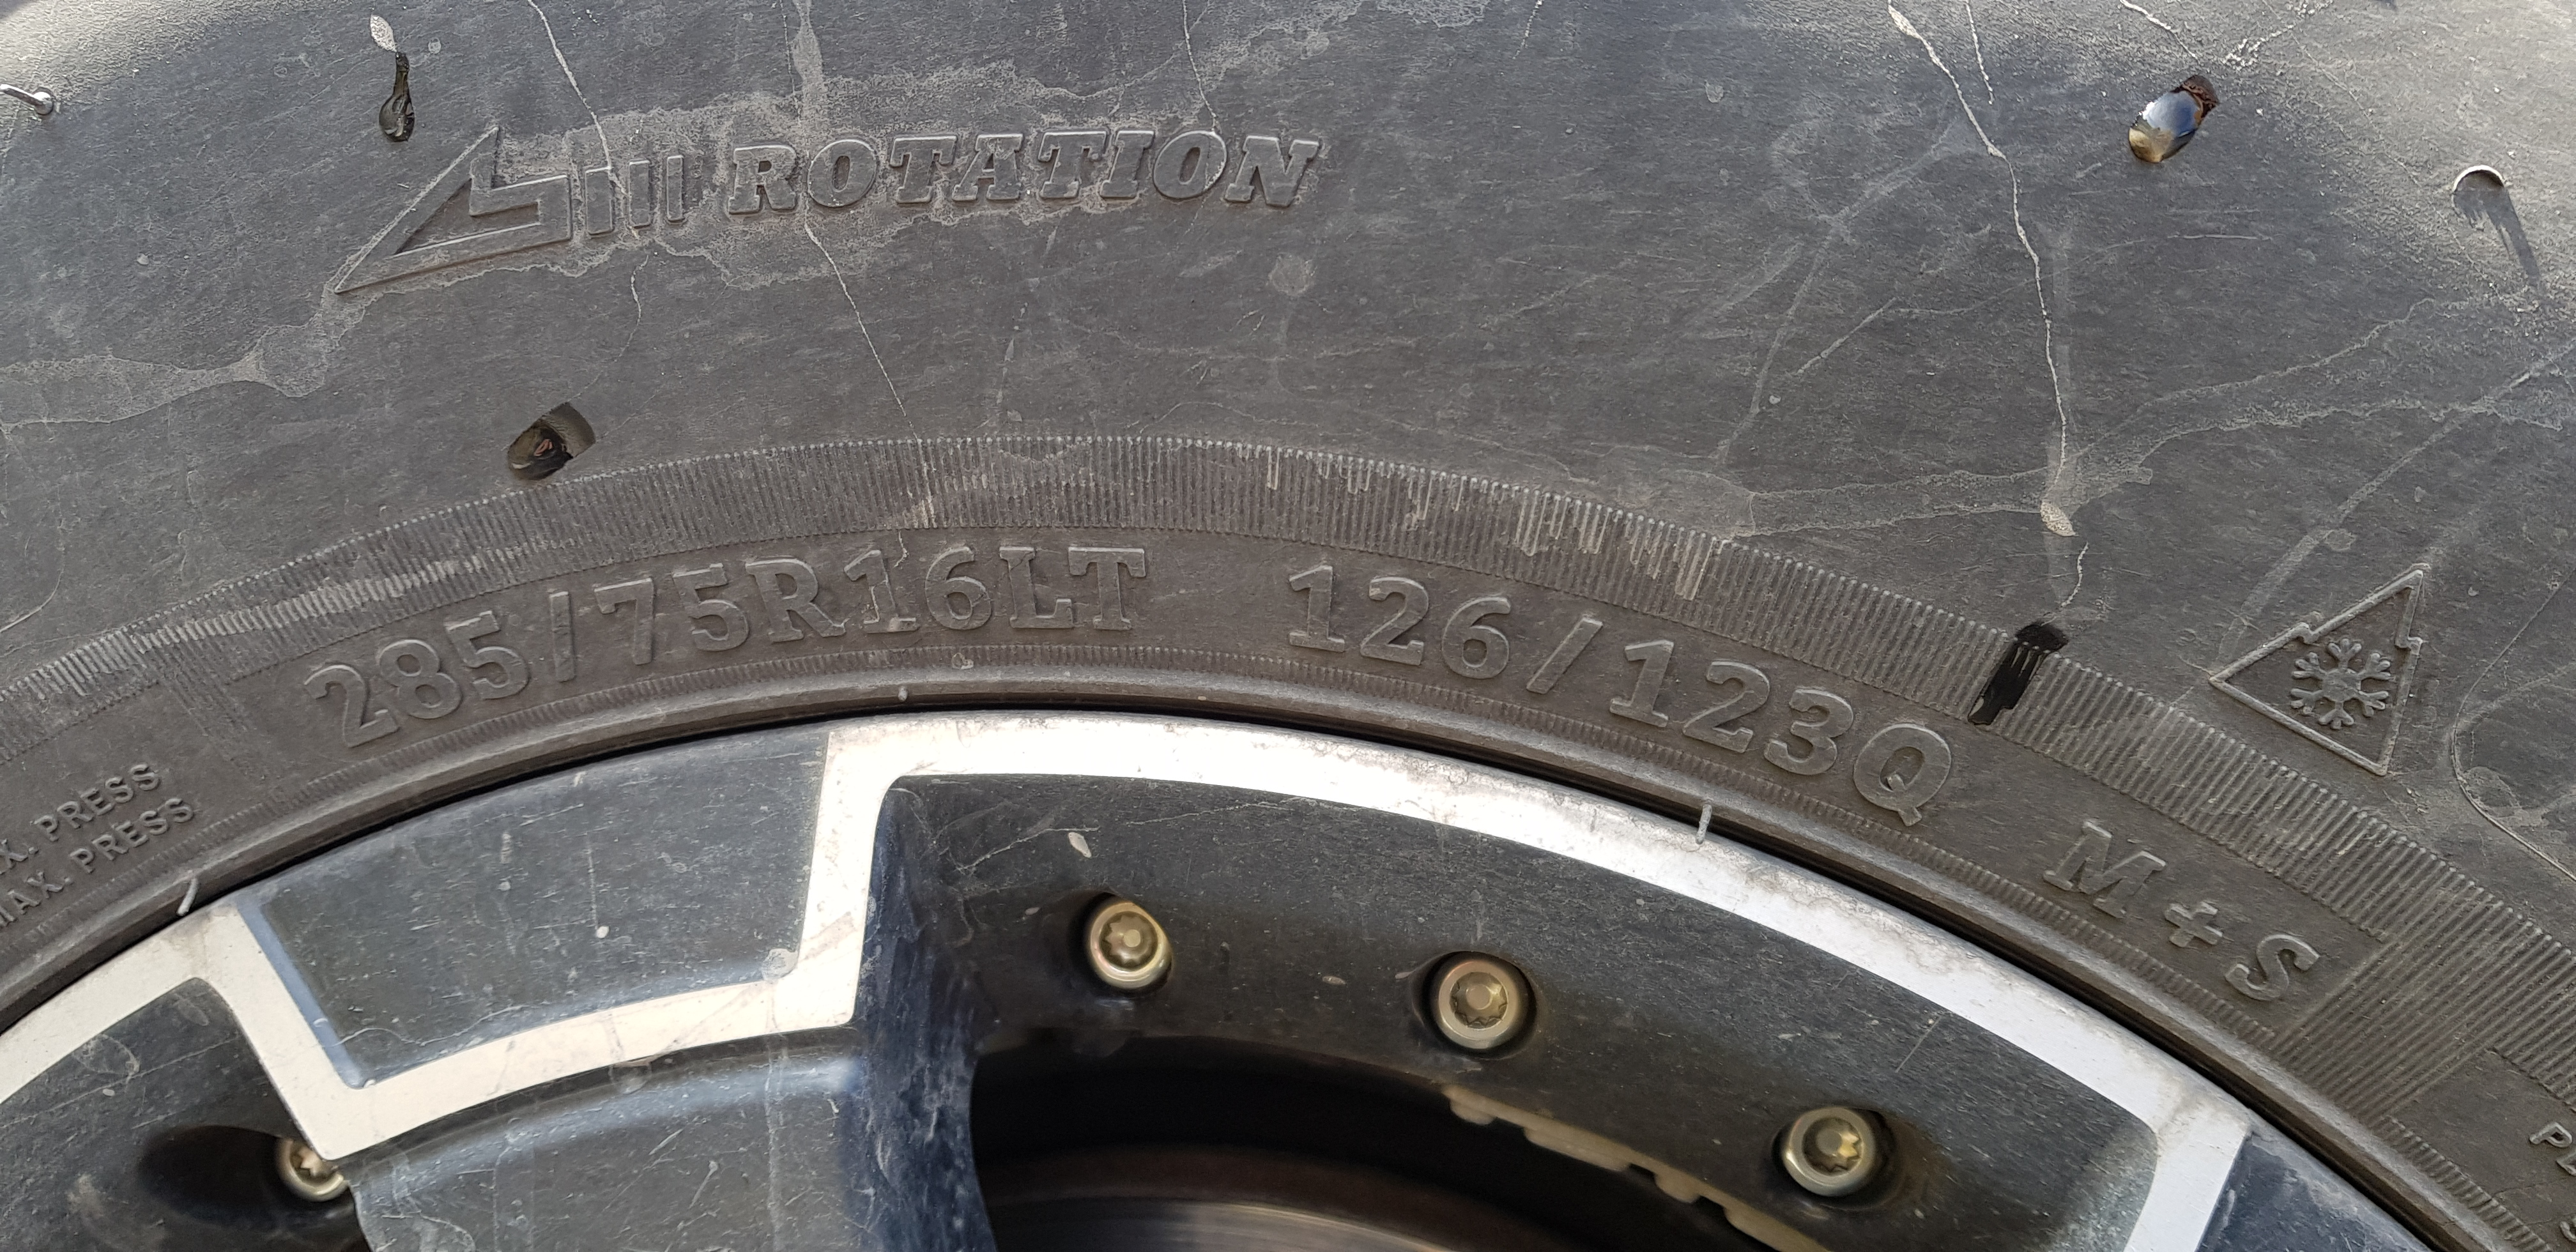 ROTATION
285/75R16LT 126/123Q M+S
X. PRESS
MAX. PRESS